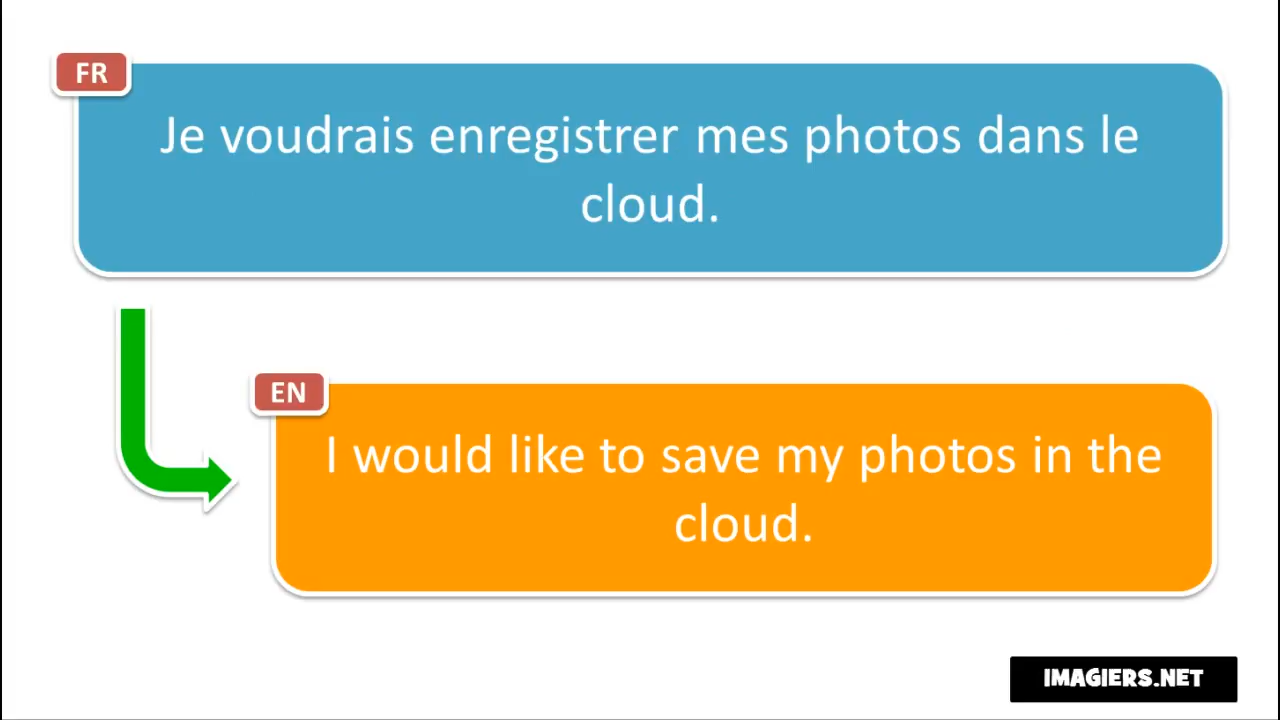 FR
Je voudrais enregistrer mes photos dans le
cloud.
EN
I would like to save my photos in the
cloud.
IMAGIERS.NET